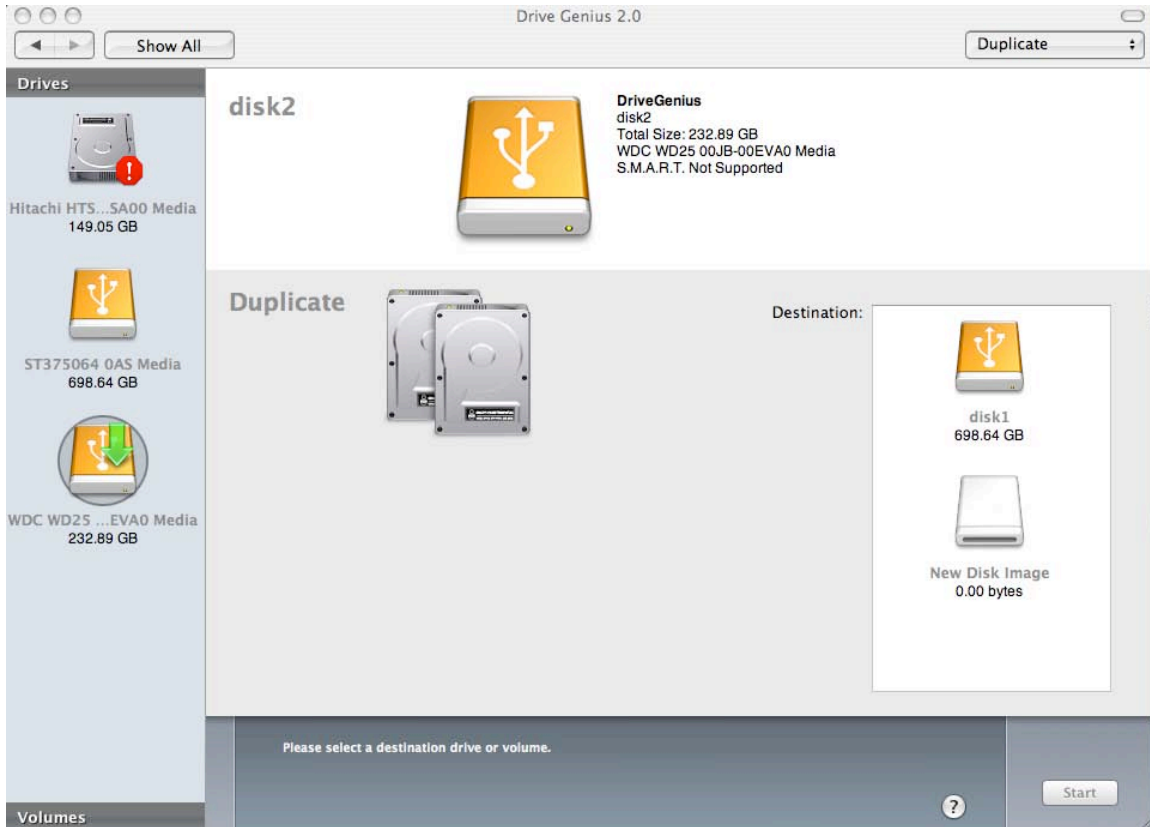 Drive Genius 2.0
Show All
Duplicate
Drives
Hitachi HTS...SA00 Media
149.05 GB
ST375064 0AS Media
698.64 GB
WDC WD25 ...EVA0 Media
232.89 GB
Volumes
disk2
DriveGenius
disk2
Total Size: 232.89 GB
WDC WD25 00JB-00EVA0 Media
S.M.A.R.T. Not Supported
Duplicate
Destination:
disk1
698.64 GB
New Disk Image
0.00 bytes
Please select a destination drive or volume.
?
Start